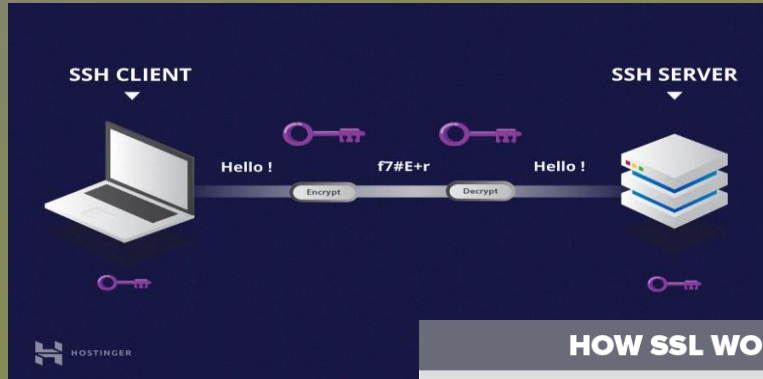 SSH CLIENT
SSH SERVER
Hello !
f7#E+r
Hello !
Encrypt
Decrypt
HOSTINGER
HOW SSL WO